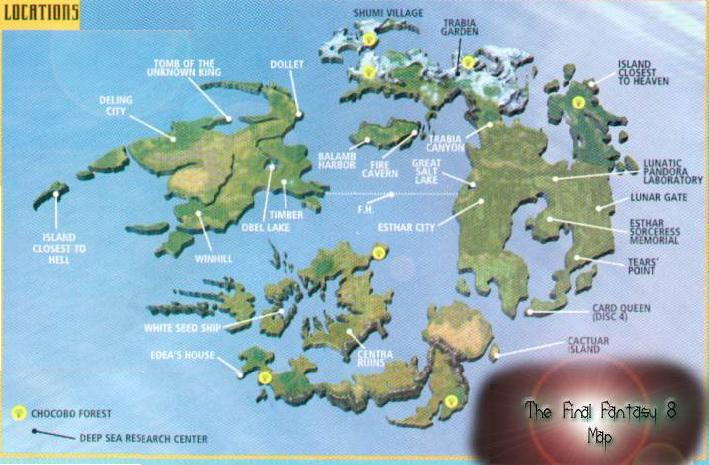 LOCATIONS
SHUMI VILLAGE
TRABIA
GARDEN
TOMB OF THE
UNKNOWN KING
DOLLET
ISLAND
CLOSEST
TO HEAVEN
DELING
CITY
BALAMB
HARBOR
FIRE
CAVERN
TRABIA
CANYON
GREAT
SALT
LAKE
LUNATIC
PANDORA
LABORATORY
LUNAR GATE
F.H.
TIMBER
OBEL LAKE
ESTHAR CITY
ESTHAR
SORCERESS
MEMORIAL
ISLAND
CLOSEST TO
HELL
WINHILL
TEARS'
POINT
CARD QUEEN
(DISC 4)
WHITE SEED SHIP
CENTRA
RUINS
CACTUAR
ISLAND
EDEA'S HOUSE
CHOCOBO FOREST
DEEP SEA RESEARCH CENTER
The Final Fantasy 8
Map